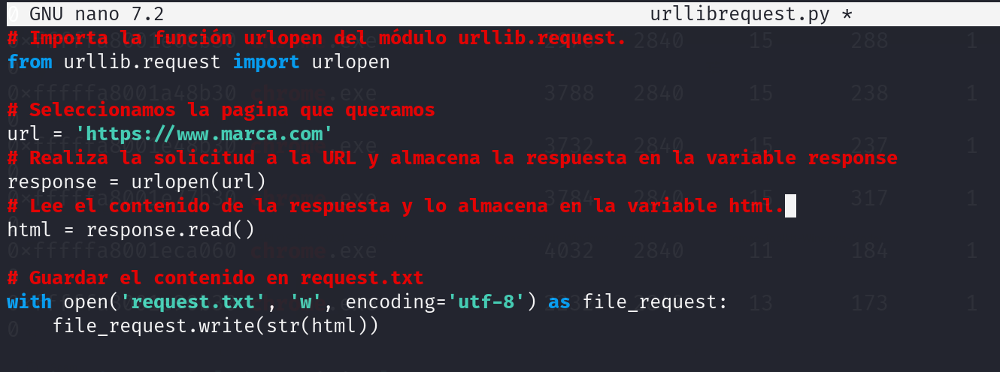 GNU nano 7.2 urllibrequest.py *
# Importa la función urlopen del módulo urllib.request.
from urllib.request import urlopen
# Seleccionamos la pagina que queramos
url = 'https://www.marca.com'
# Realiza la solicitud a la URL y almacena la respuesta en la variable response
response = urlopen(url)
# Lee el contenido de la respuesta y lo almacena en la variable html.
html = response.read()
# Guardar el contenido en request.txt
with open('request.txt', 'w', encoding='utf-8') as file_request:
    file_request.write(str(html))